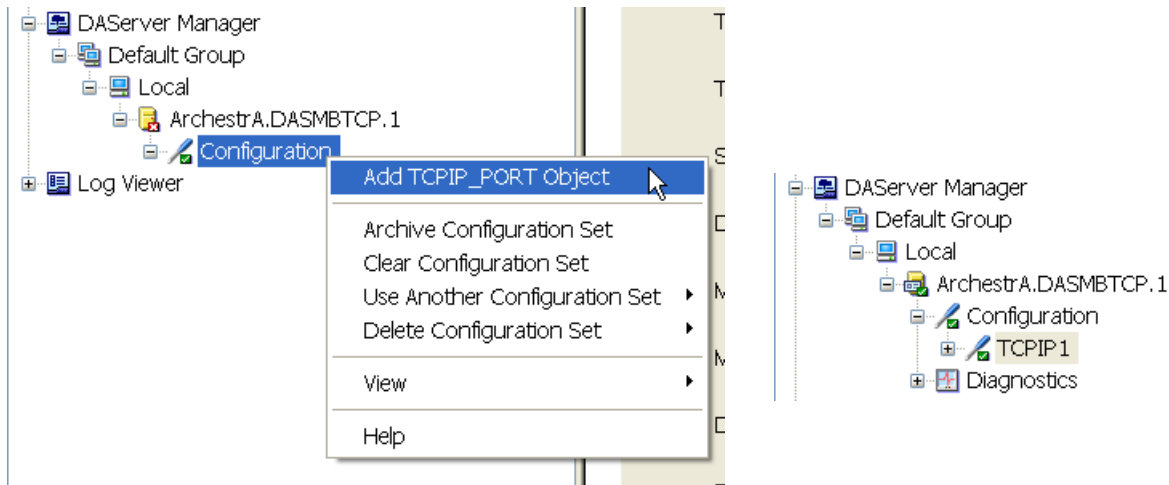 DAServer Manager
Default Group
Local
ArchestrA.DASMBTCP.1
Configuration
Log Viewer
Add TCPIP_PORT Object
Archive Configuration Set
Clear Configuration Set
Use Another Configuration Set
Delete Configuration Set
View
Help
DAServer Manager
Default Group
Local
ArchestrA.DASMBTCP.1
Configuration
TCPIP1
Diagnostics